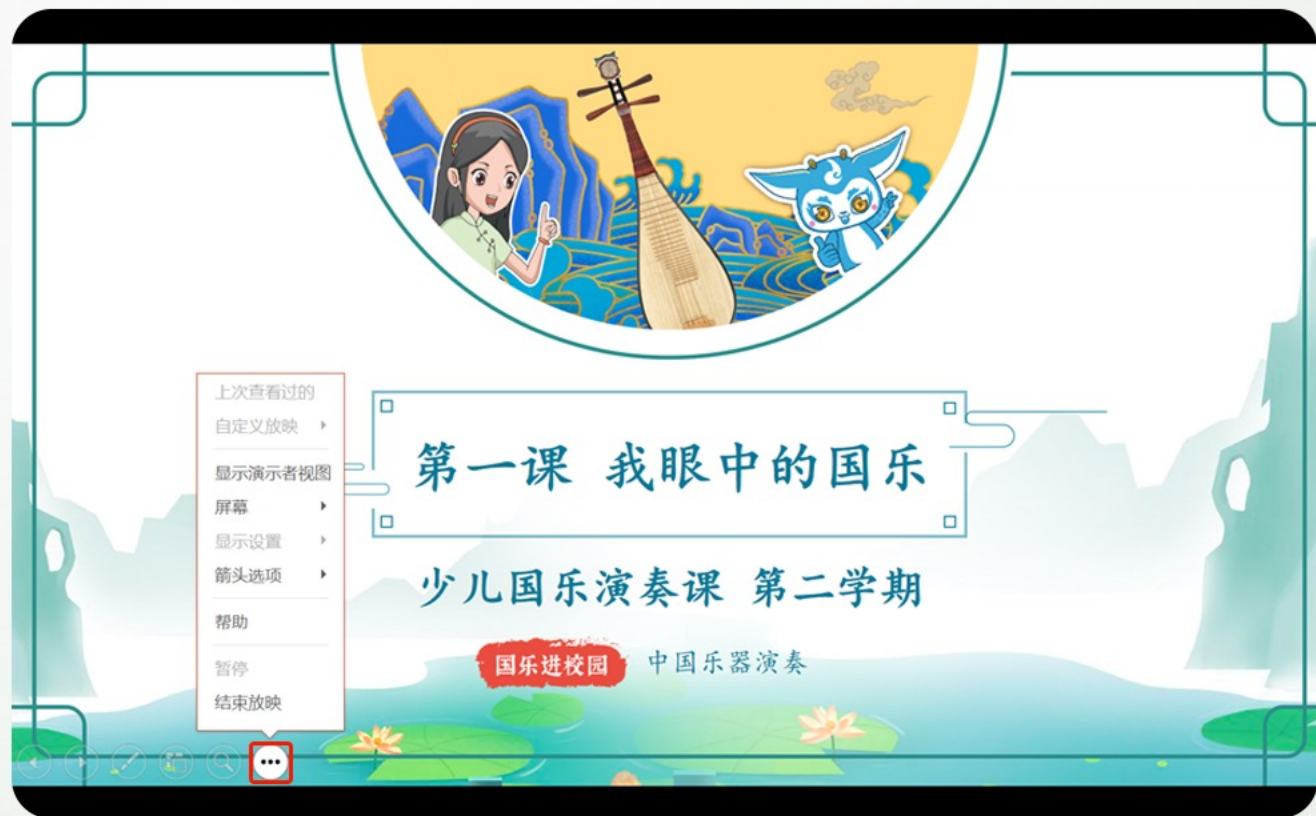 上次查看过的
自定义放映
显示演示者视图
屏幕
显示设置
箭头选项
帮助
暂停
结束放映
第一课 我眼中的国乐
少儿国乐演奏课 第二学期
国乐进校园 中国乐器演奏